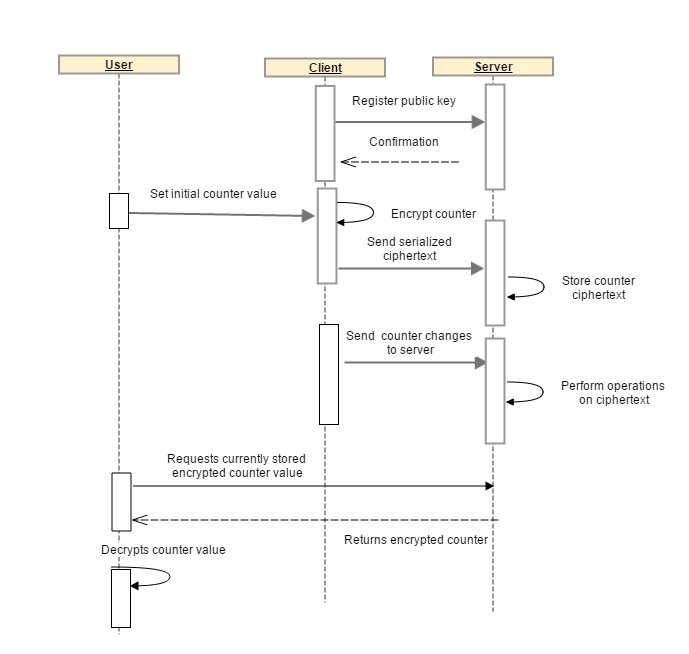 User
Client
Server
Register public key
Confirmation
Set initial counter value
Encrypt counter
Send serialized
ciphertext
Store counter
ciphertext
Send counter changes
to server
Perform operations
on ciphertext
Requests currently stored
encrypted counter value
Returns encrypted counter
Decrypts counter value